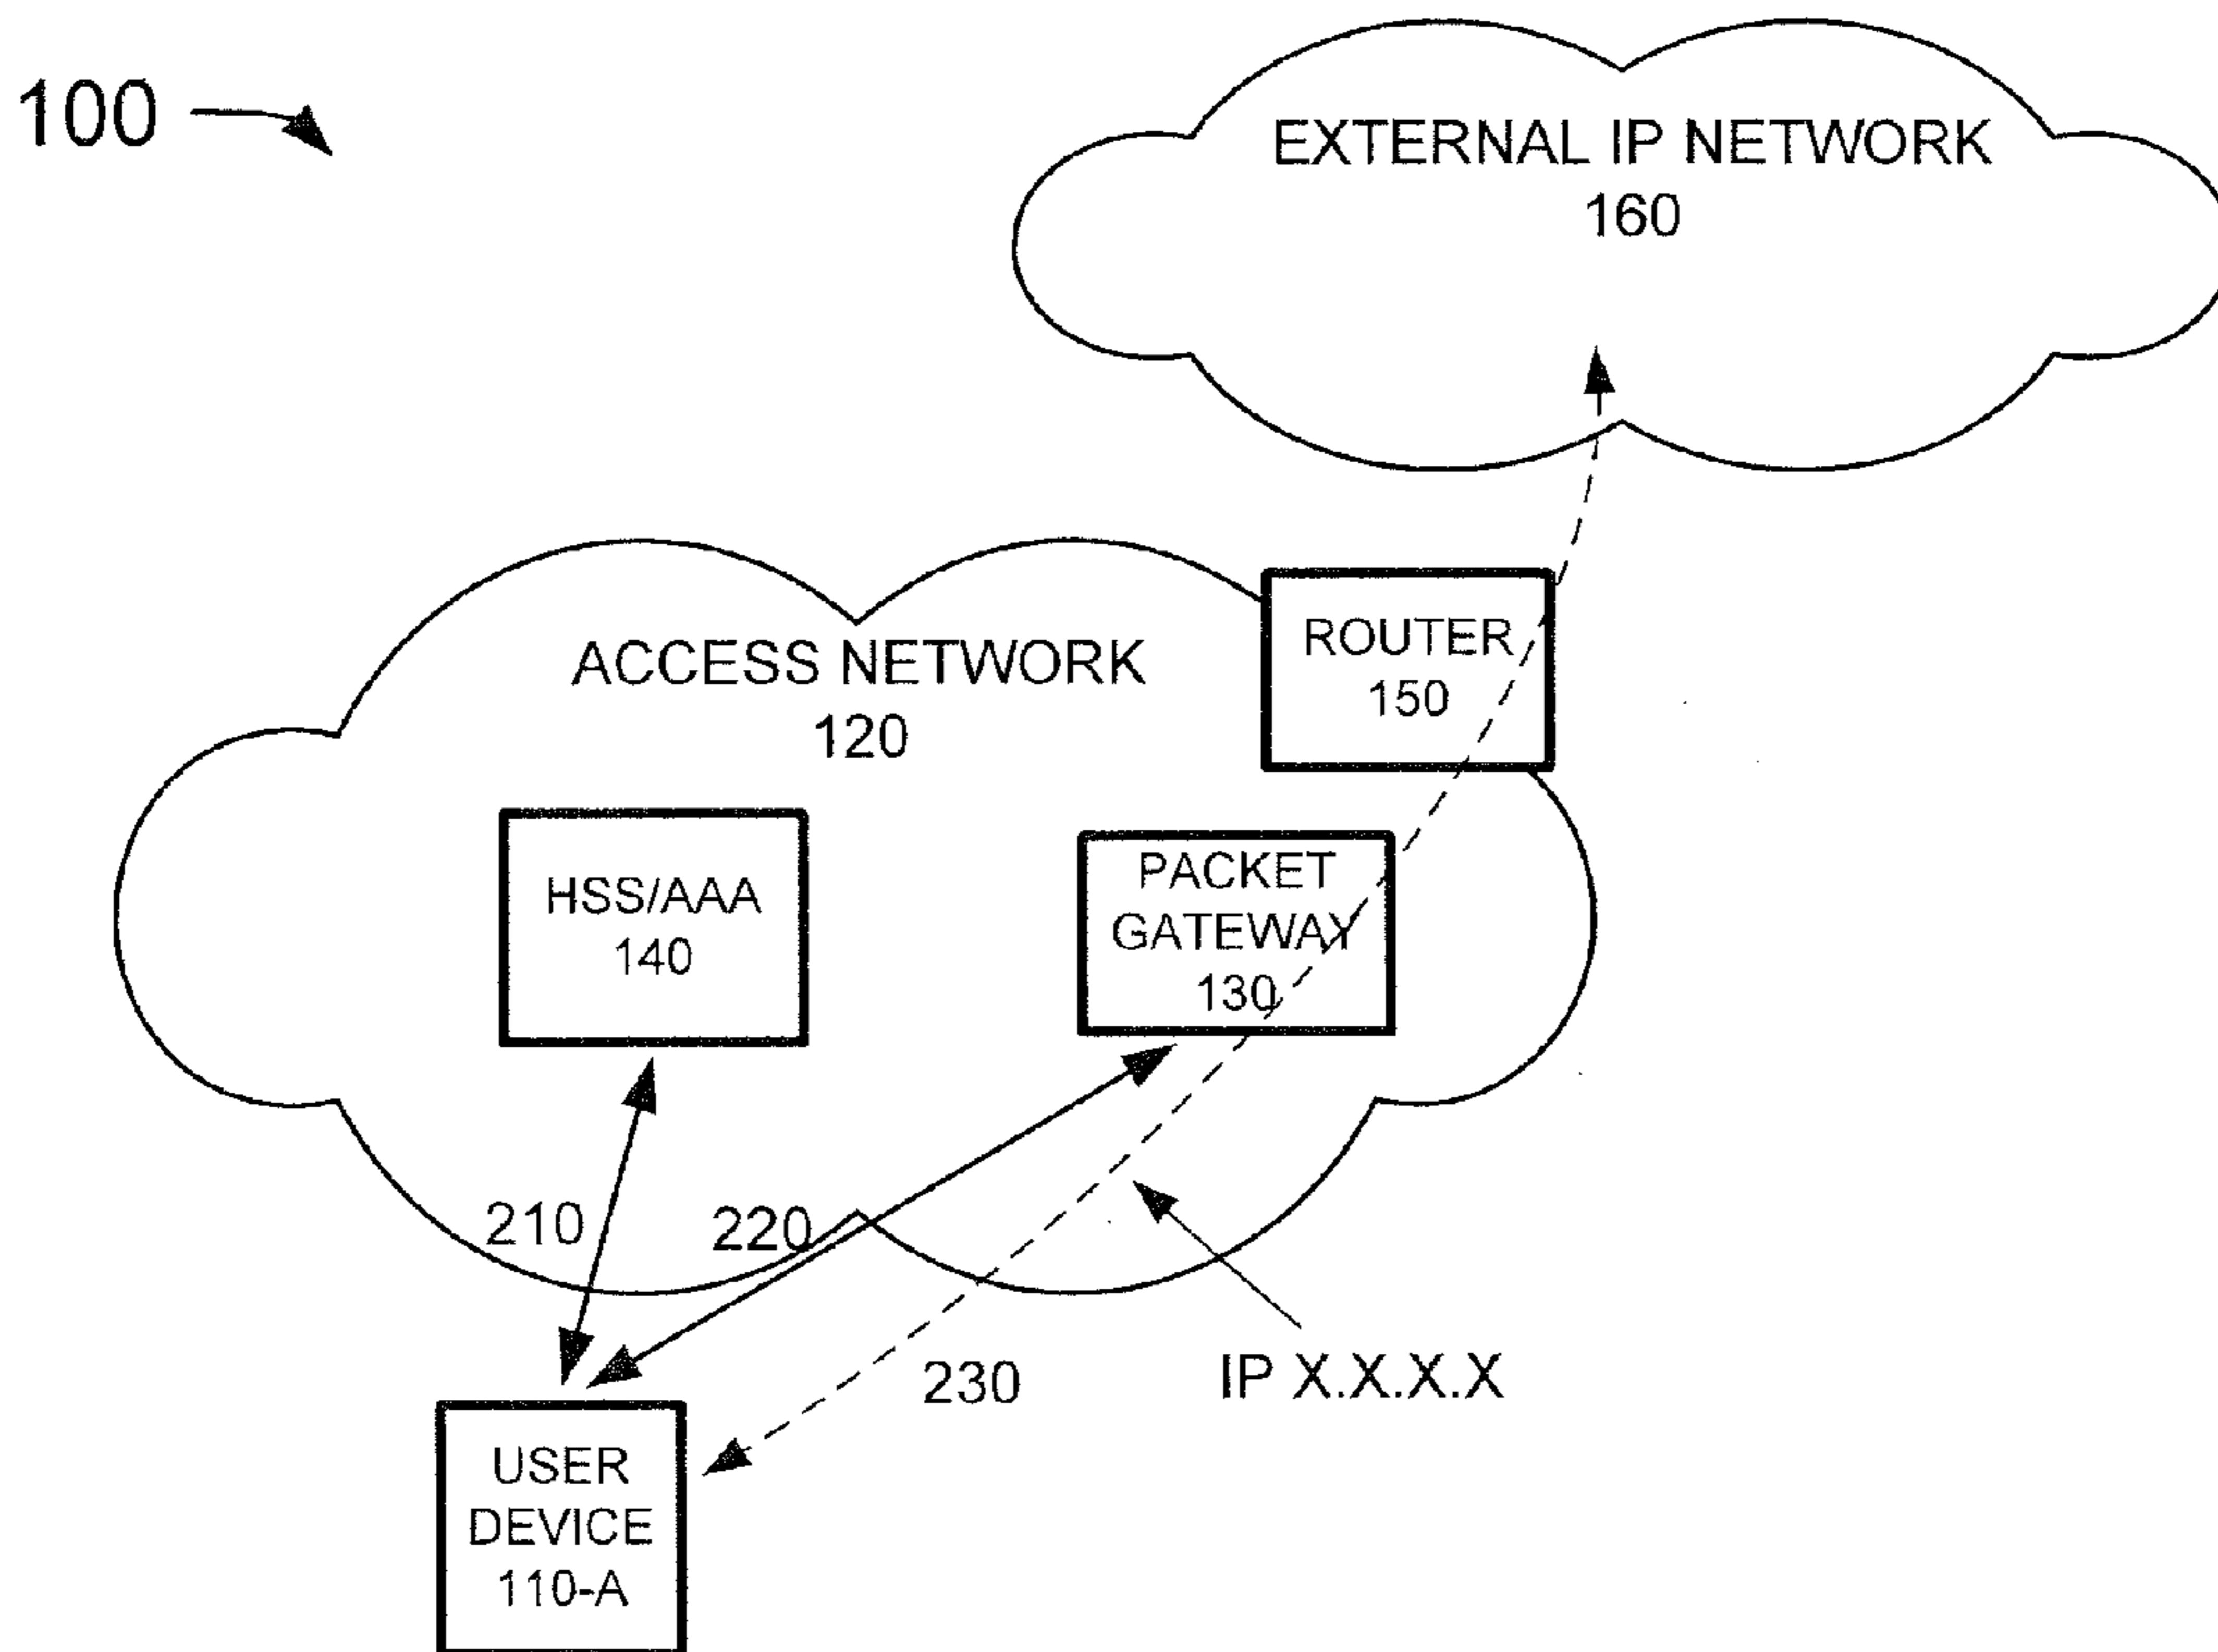 100
EXTERNAL IP NETWORK
160
ACCESS NETWORK
120
ROUTER
150
HSS/AAA
140
PACKET
GATEWAY
130
210
220
230
IP X.X.X.X
USER
DEVICE
110-A